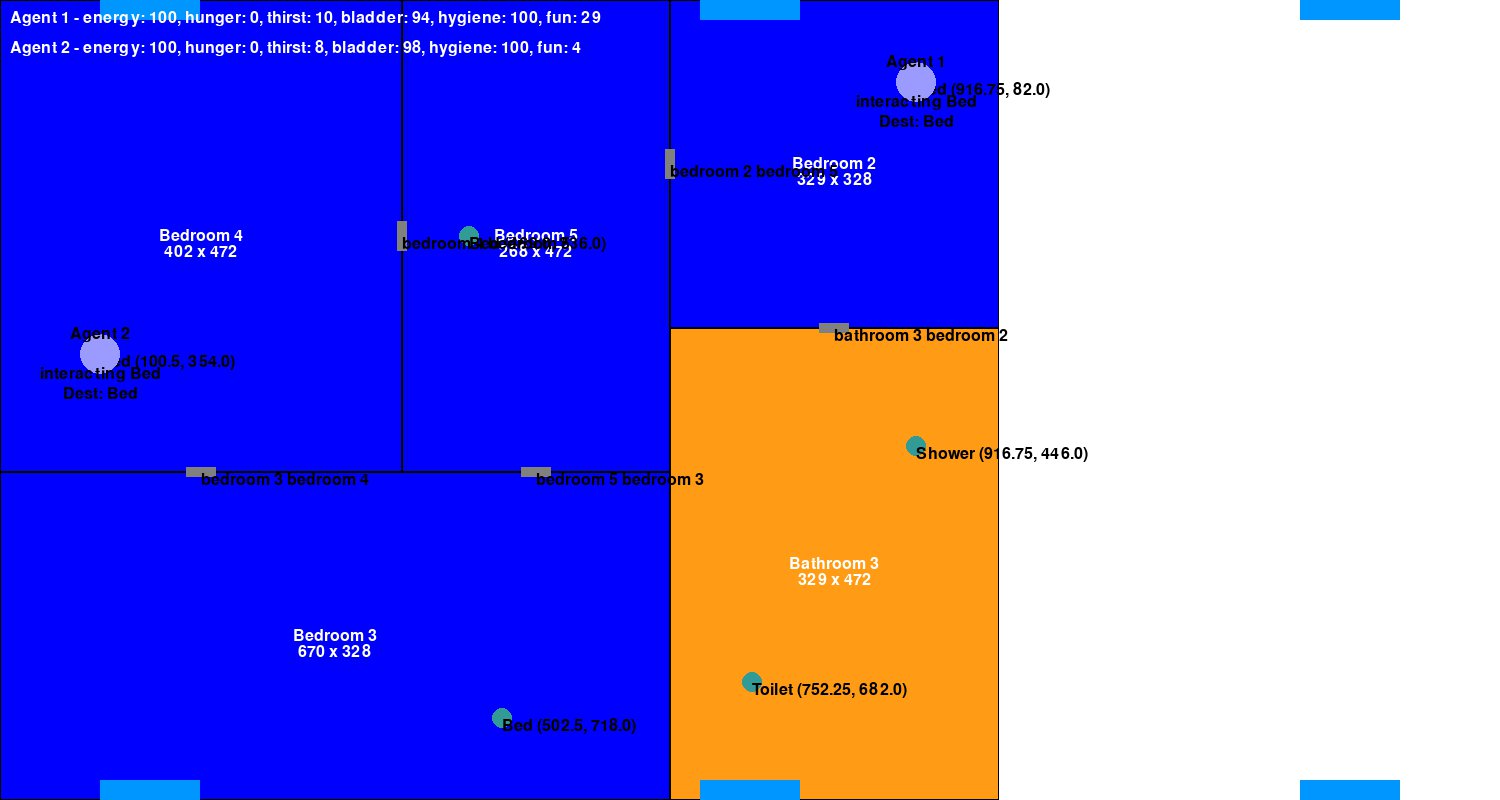 Agent 1 - energy: 100, hunger: 0, thirst: 10, bladder: 94, hygiene: 100, fun: 29
Agent 2 - energy: 100, hunger: 0, thirst: 8, bladder: 98, hygiene: 100, fun: 4
Agent 1
(916.75, 82.0)
interacting Bed
Dest: Bed
Bedroom 2
329 x 328
bedroom 2 bedroom 5
Bedroom 4
402 x 472
Bedroom 5
268 x 472
Agent 2
(100.5, 354.0)
interacting Bed
Dest: Bed
bathroom 3 bedroom 2
Shower (916.75, 446.0)
bedroom 3 bedroom 4
bedroom 5 bedroom 3
Bathroom 3
329 x 472
Bedroom 3
670 x 328
Toilet (752.25, 682.0)
Bed (502.5, 718.0)